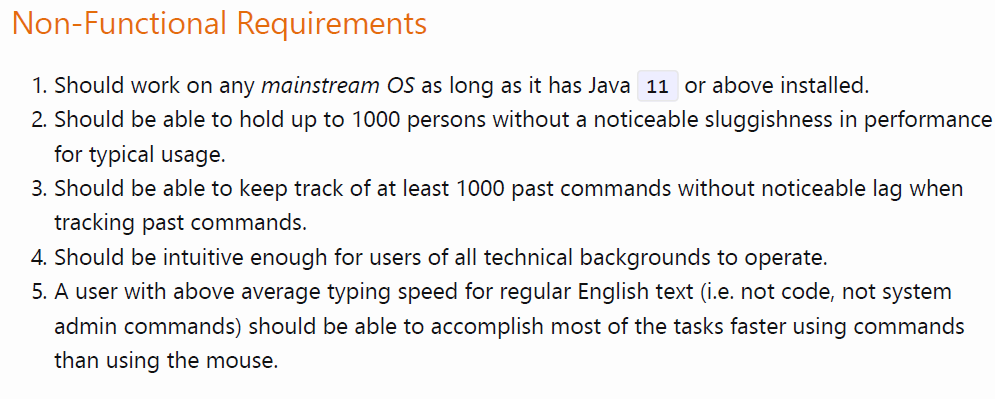 Non-Functional Requirements
1. Should work on any mainstream OS as long as it has Java 11 or above installed.
2. Should be able to hold up to 1000 persons without a noticeable sluggishness in performance
for typical usage.
3. Should be able to keep track of at least 1000 past commands without noticeable lag when
tracking past commands.
4. Should be intuitive enough for users of all technical backgrounds to operate.
5. A user with above average typing speed for regular English text (i.e. not code, not system
admin commands) should be able to accomplish most of the tasks faster using commands
than using the mouse.